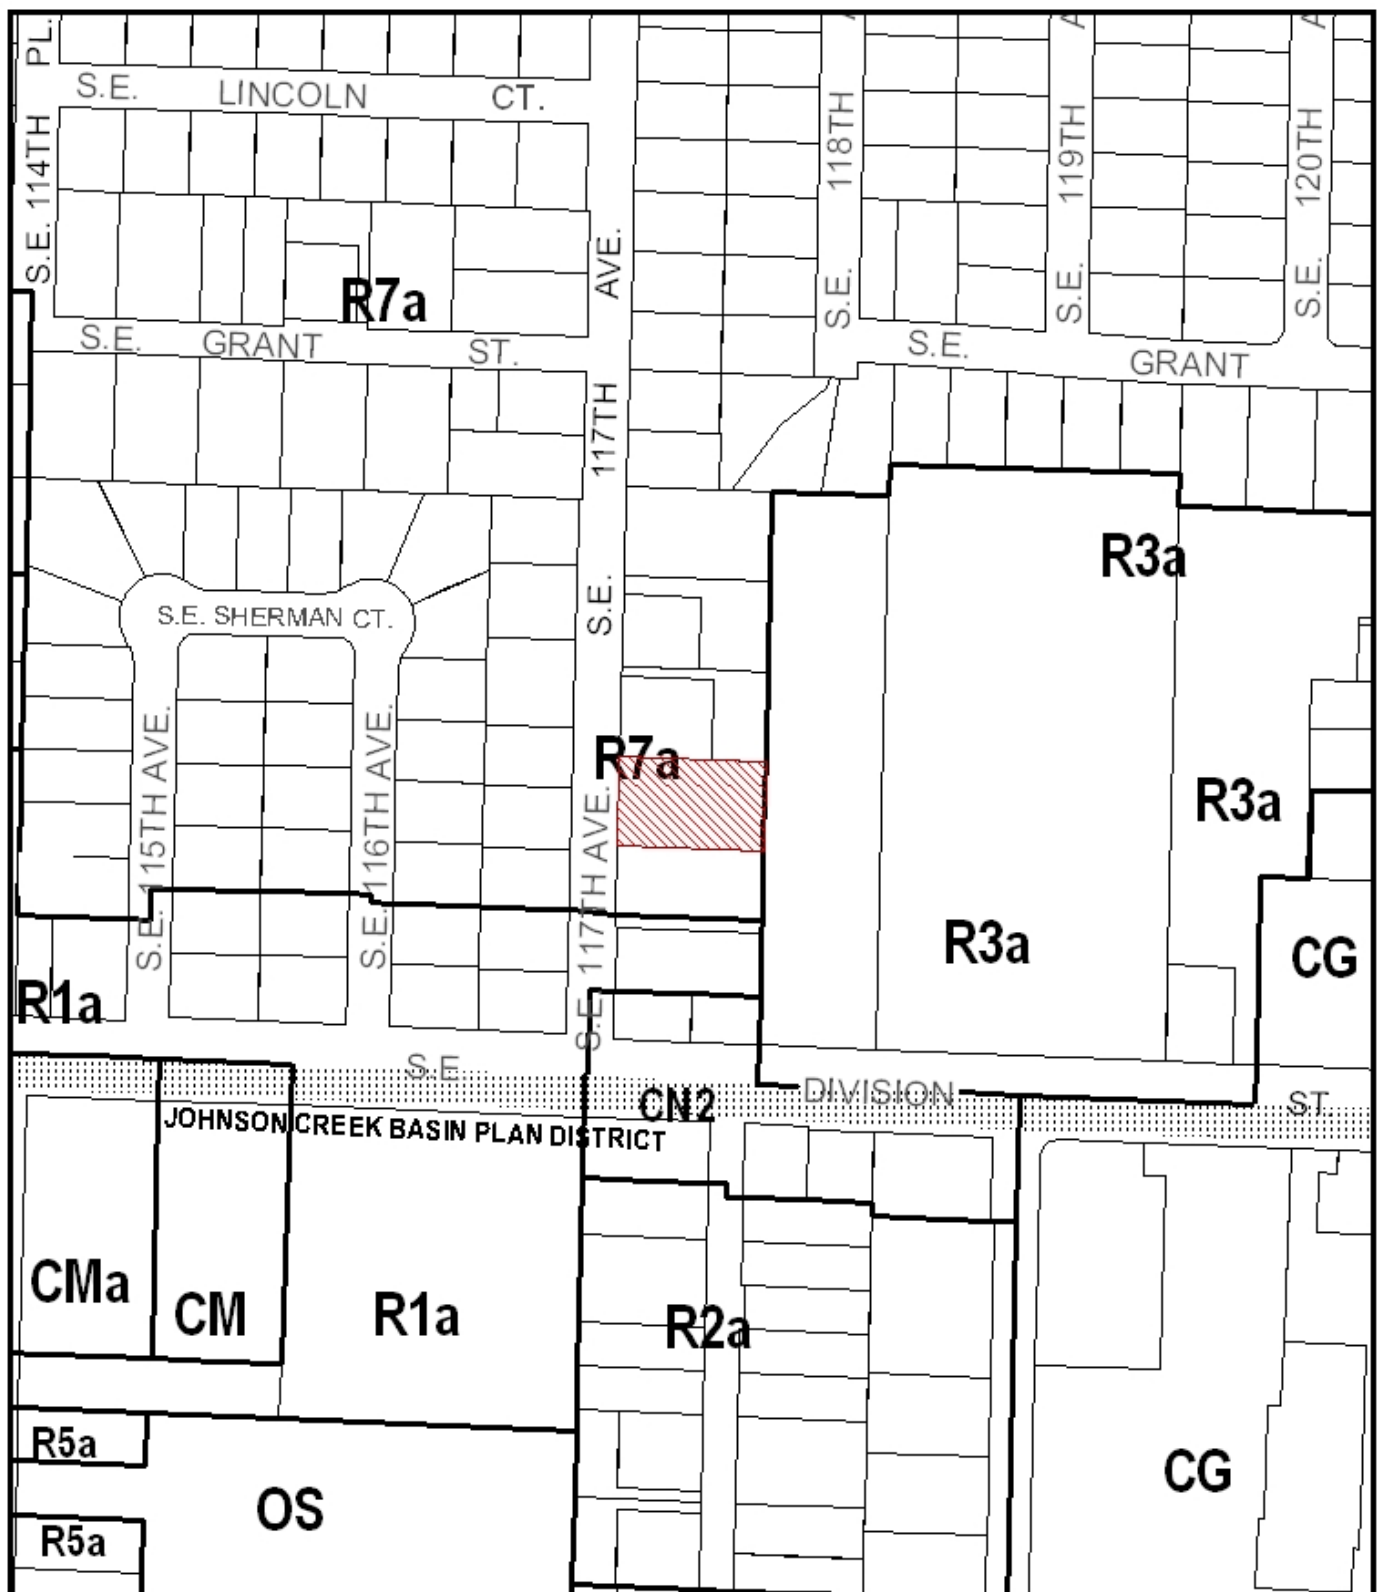 S.E. 114TH PL.
S.E. LINCOLN CT.
S.E. 118TH A
S.E. 119TH A
S.E. 120TH A
R7a
S.E. GRANT ST.
S.E. 117TH AVE.
S.E. GRANT
R3a
S.E. SHERMAN CT.
S.E. 115TH AVE.
S.E. 116TH AVE.
R7a
S.E. 117TH AVE.
R3a
R3a
CG
R1a
S.E DIVISION ST
CN2
JOHNSON CREEK BASIN PLAN DISTRICT
CMa
CM
R1a
R2a
R5a
CG
OS
R5a